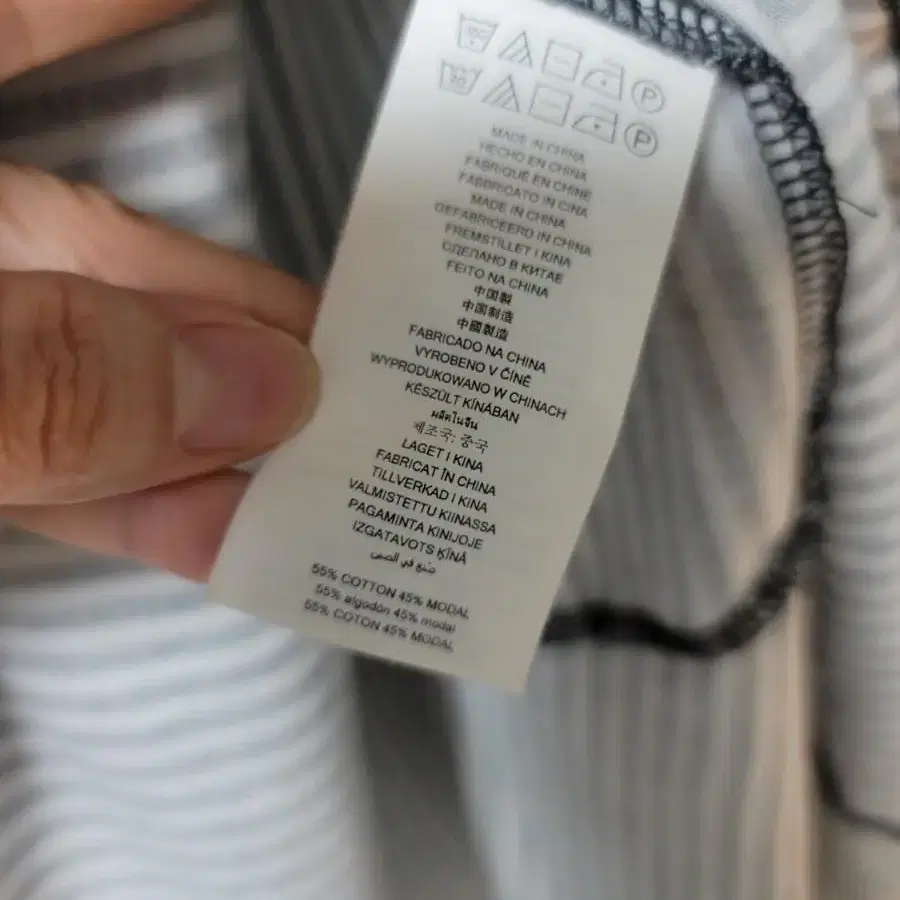 P
P
MADE IN CHINA
HECHO EN CHINA
FABRIQUÉ EN CHINE
FABBRICATO IN CINA
MADE IN CHINA
GEFABRICEERD IN CHINA
FREMSTILLET I KINA
СДЕЛАНО В КИТАЕ
FEITO NA CHINA
中国製
中国制造
中國製造
FABRICADO NA CHINA
VYROBENO V ČÍNĚ
WYPRODUKOWANO W CHINACH
KÉSZÜLT KÍNÁBAN
ผลิตในจีน
제조국: 중국
LAGET I KINA
FABRICAT ÎN CHINA
TILLVERKAD I KINA
VALMISTETTU KIINASSA
PAGAMINTA KINIJOJE
IZGATAVOTS ĶĪNĀ
صنع في الصين
55% COTTON 45% MODAL
55% algodón 45% modal
55% COTON 45% MODAL